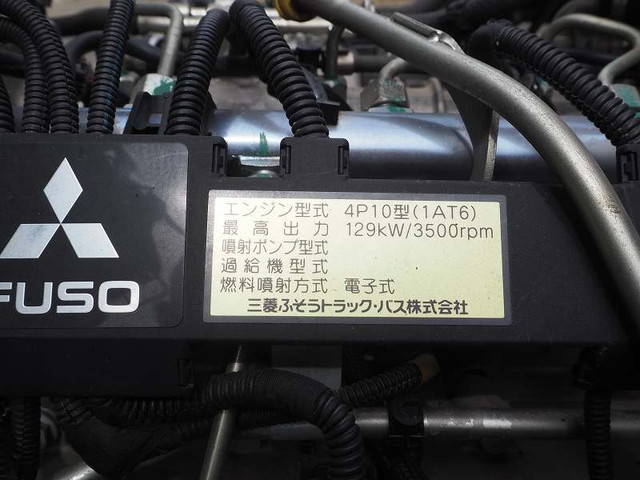 FUSO
エンジン型式 4P10型(1AT6)
最高出力 129kW/3500rpm
噴射ポンプ型式
過給機型式
燃料噴射方式 電子式
三菱ふそうトラック・バス株式会社